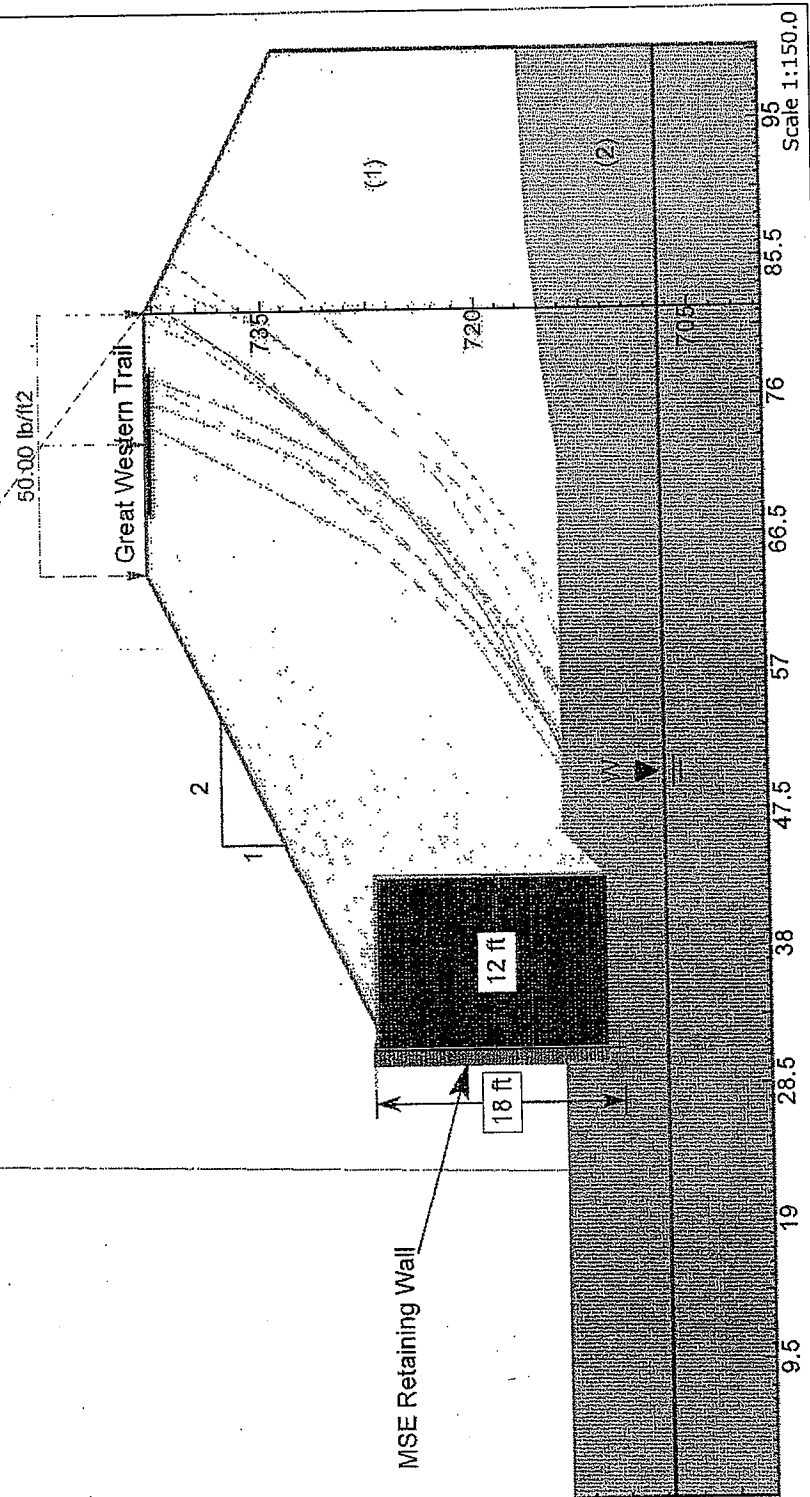 50.00 lb/ft2
Great Western Trail
735
720
705
(1)
(2)
2
1
12 ft
18 ft
MSE Retaining Wall
W
9.5
19
28.5
38
47.5
57
66.5
76
85.5
95
Scale 1:150.0